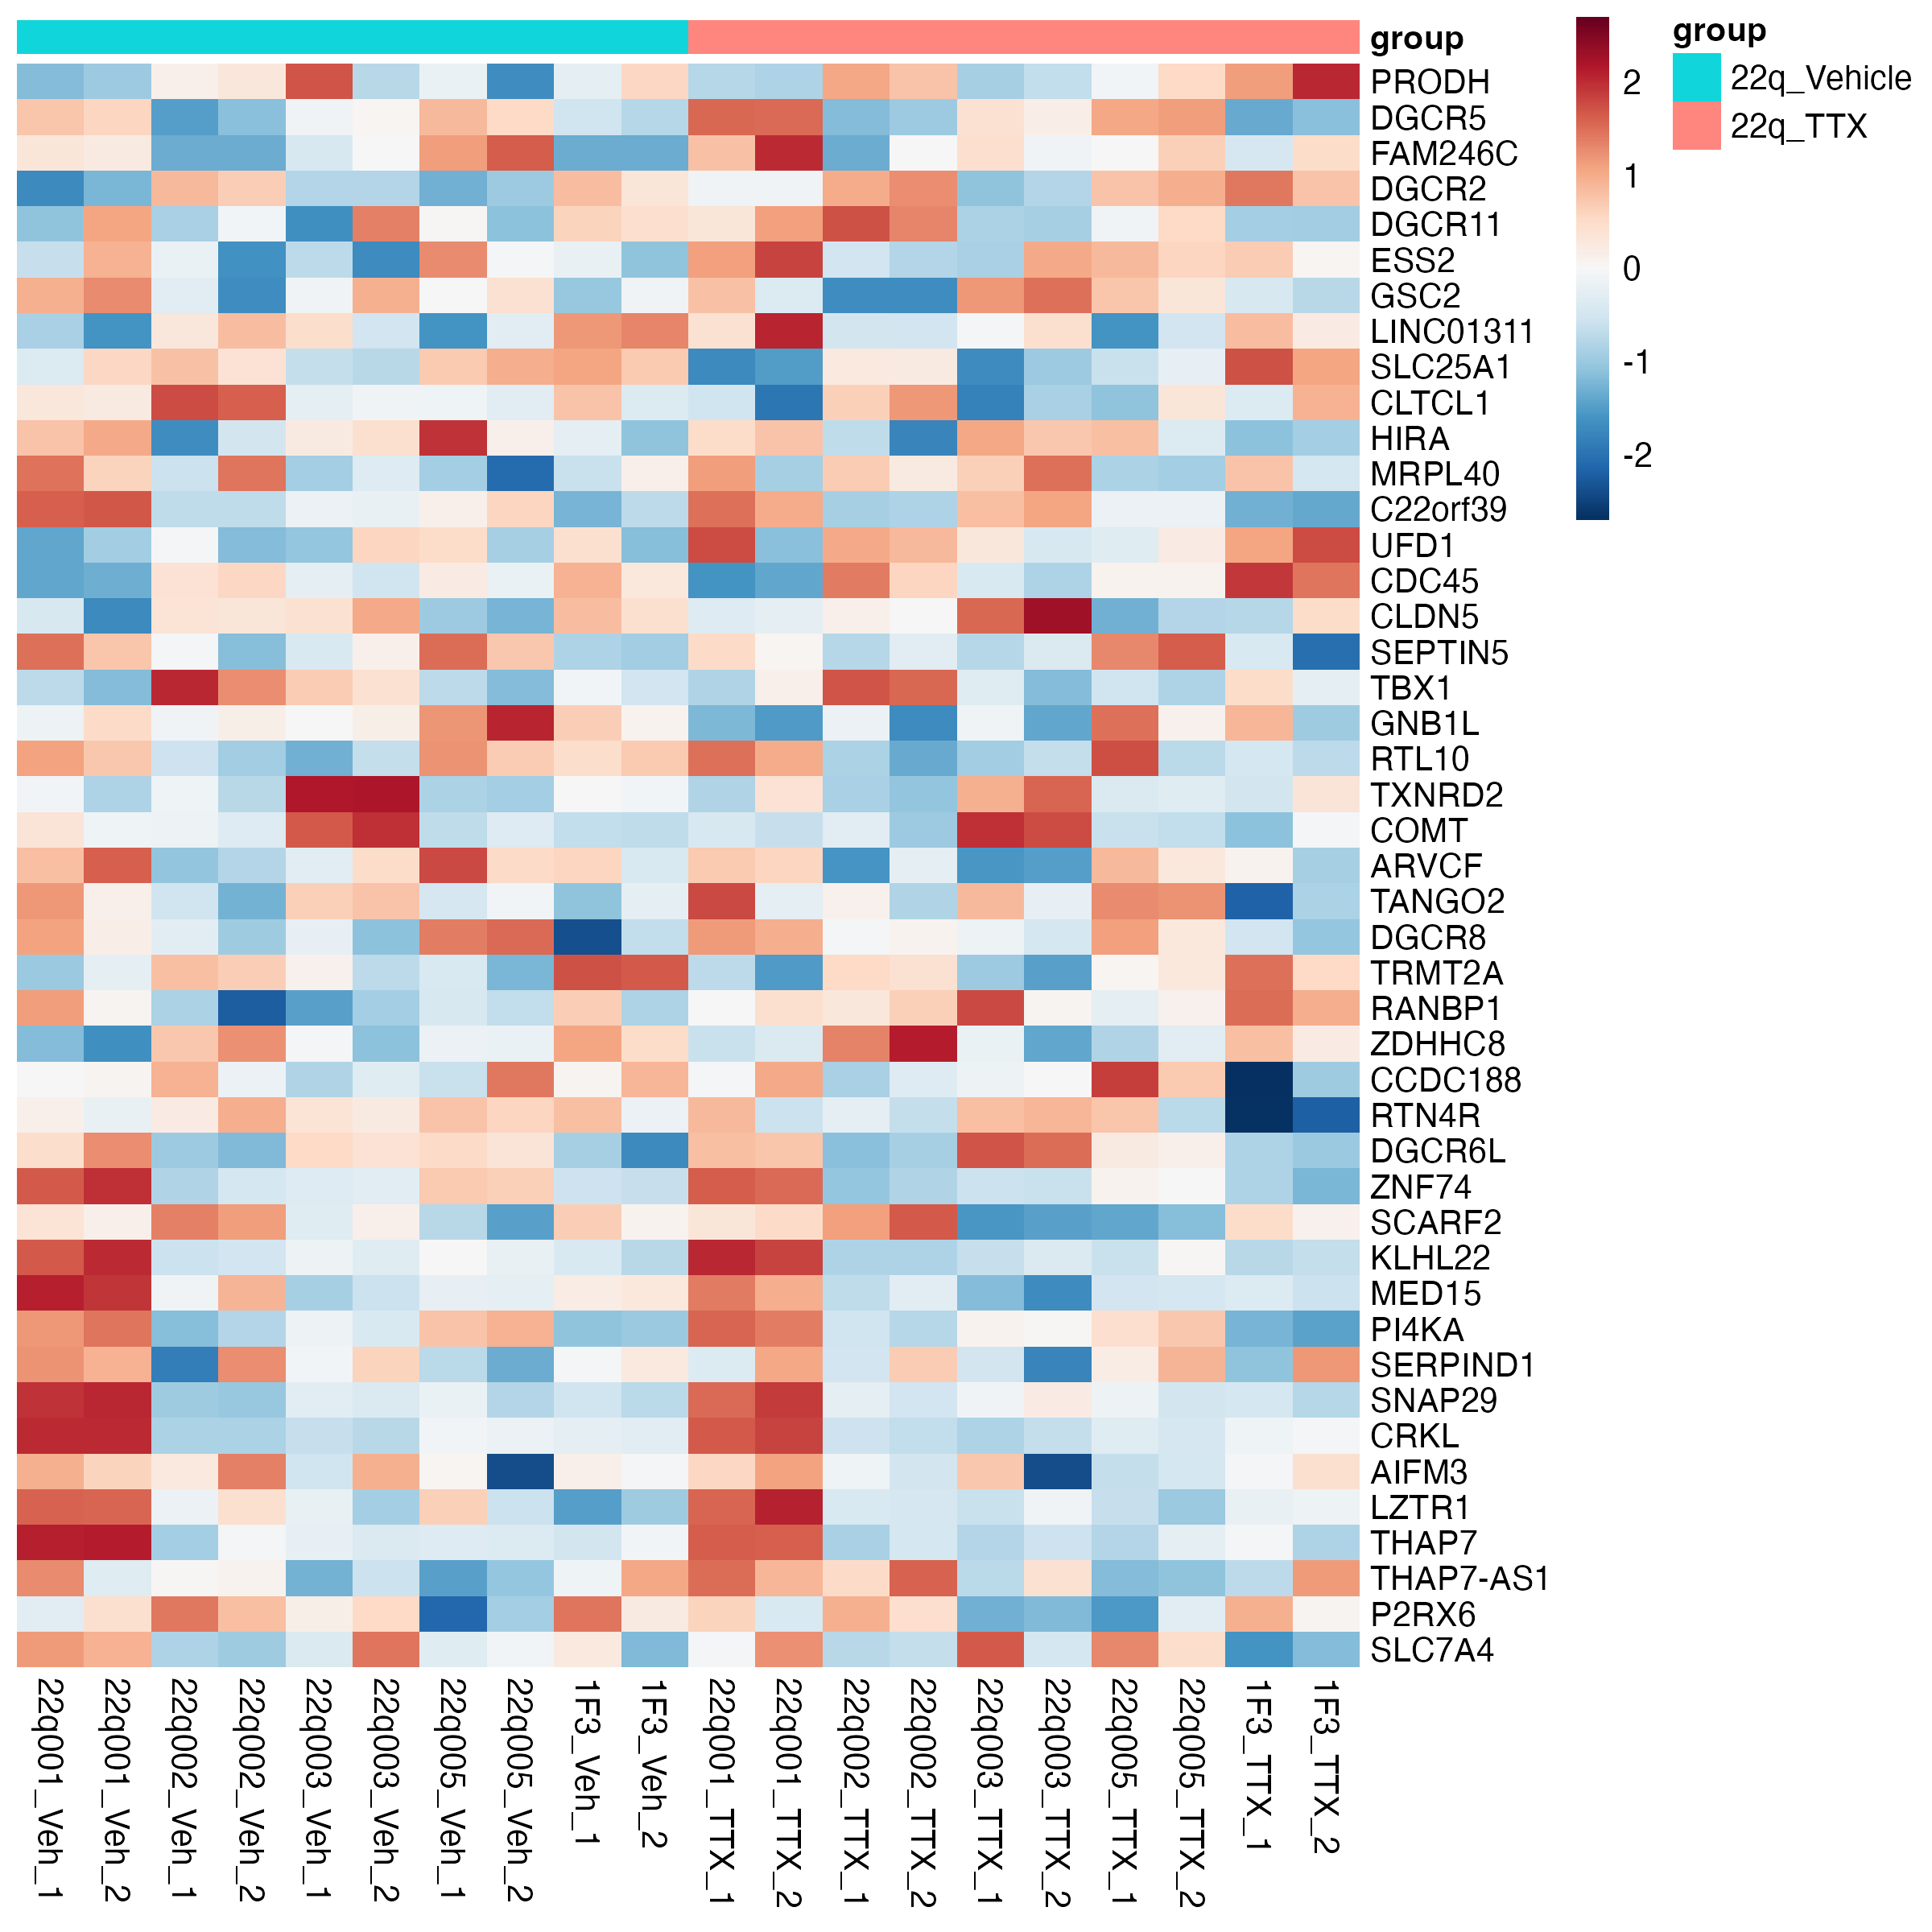 group
PRODH
DGCR5
FAM246C
DGCR2
DGCR11
ESS2
GSC2
LINC01311
SLC25A1
CLTCL1
HIRA
MRPL40
C22orf39
UFD1
CDC45
CLDN5
SEPTIN5
TBX1
GNB1L
RTL10
TXNRD2
COMT
ARVCF
TANGO2
DGCR8
TRMT2A
RANBP1
ZDHHC8
CCDC188
RTN4R
DGCR6L
ZNF74
SCARF2
KLHL22
MED15
PI4KA
SERPIND1
SNAP29
CRKL
AIFM3
LZTR1
THAP7
THAP7-AS1
P2RX6
SLC7A4
22q001_Veh_1
22q001_Veh_2
22q002_Veh_1
22q002_Veh_2
22q003_Veh_1
22q003_Veh_2
22q005_Veh_1
22q005_Veh_2
1F3_Veh_1
1F3_Veh_2
22q001_TTX_1
22q001_TTX_2
22q002_TTX_1
22q002_TTX_2
22q003_TTX_1
22q003_TTX_2
22q005_TTX_1
22q005_TTX_2
1F3_TTX_1
1F3_TTX_2
2
1
0
-1
-2
group
22q_Vehicle
22q_TTX